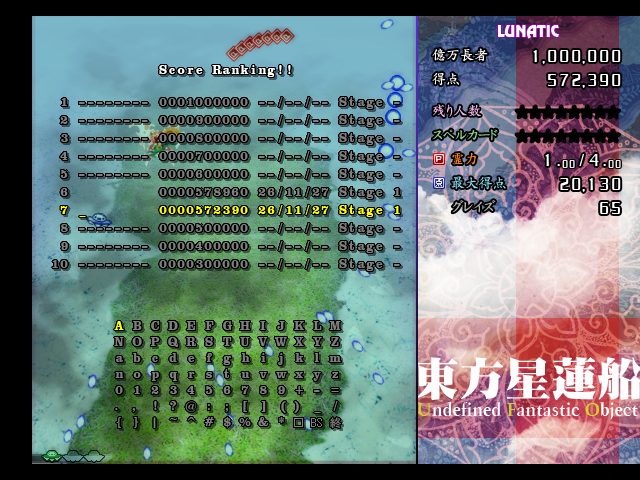 Score Ranking!!
1 -------- 0001000000 --/--/-- Stage -
2 -------- 0000900000 --/--/-- Stage -
3 -------- 0000800000 --/--/-- Stage -
4 -------- 0000700000 --/--/-- Stage -
5 -------- 0000600000 --/--/-- Stage -
6 0000578960 26/11/27 Stage 1
7 _ 0000572390 26/11/27 Stage 1
8 -------- 0000500000 --/--/-- Stage -
9 -------- 0000400000 --/--/-- Stage -
10 -------- 0000300000 --/--/-- Stage -
A B C D E F G H I J K L M
N O P Q R S T U V W X Y Z
a b c d e f g h i j k l m
n o p q r s t u v w x y z
0 1 2 3 4 5 6 7 8 9 + - =
. , ! ? @ : ; [ ] ( ) _ /
{ } | ~ ^ # $ % & * □ BS 終
LUNATIC
億万長者 1,000,000
得点 572,390
残り人数 ★★★★★★★★
スペルカード ★★★★★★★★
P 霊力 1.00/4.00
点 最大得点 20,130
グレイズ 65
東方星蓮船
Undefined Fantastic Object